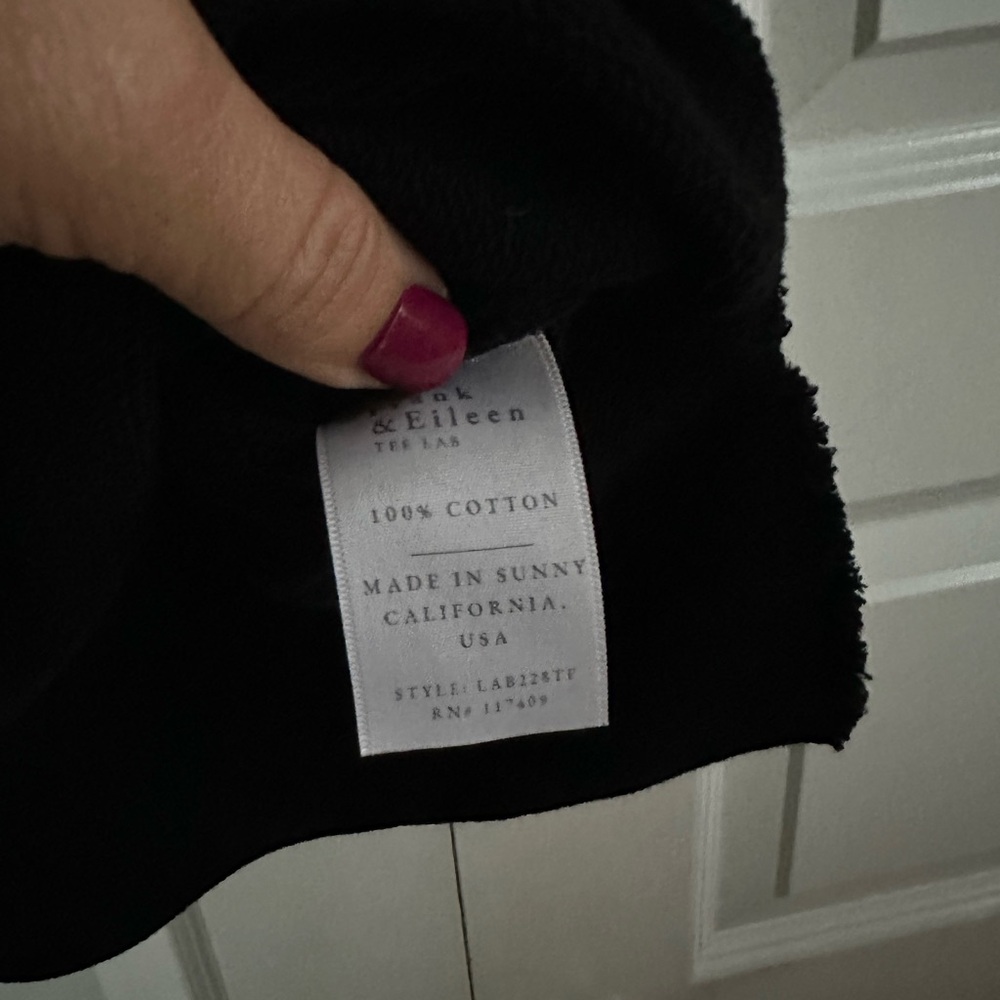 & Eileen
TEE LAB
100% COTTON
MADE IN SUNNY
CALIFORNIA.
USA
STYLE: LAB228TF
RN# 117409